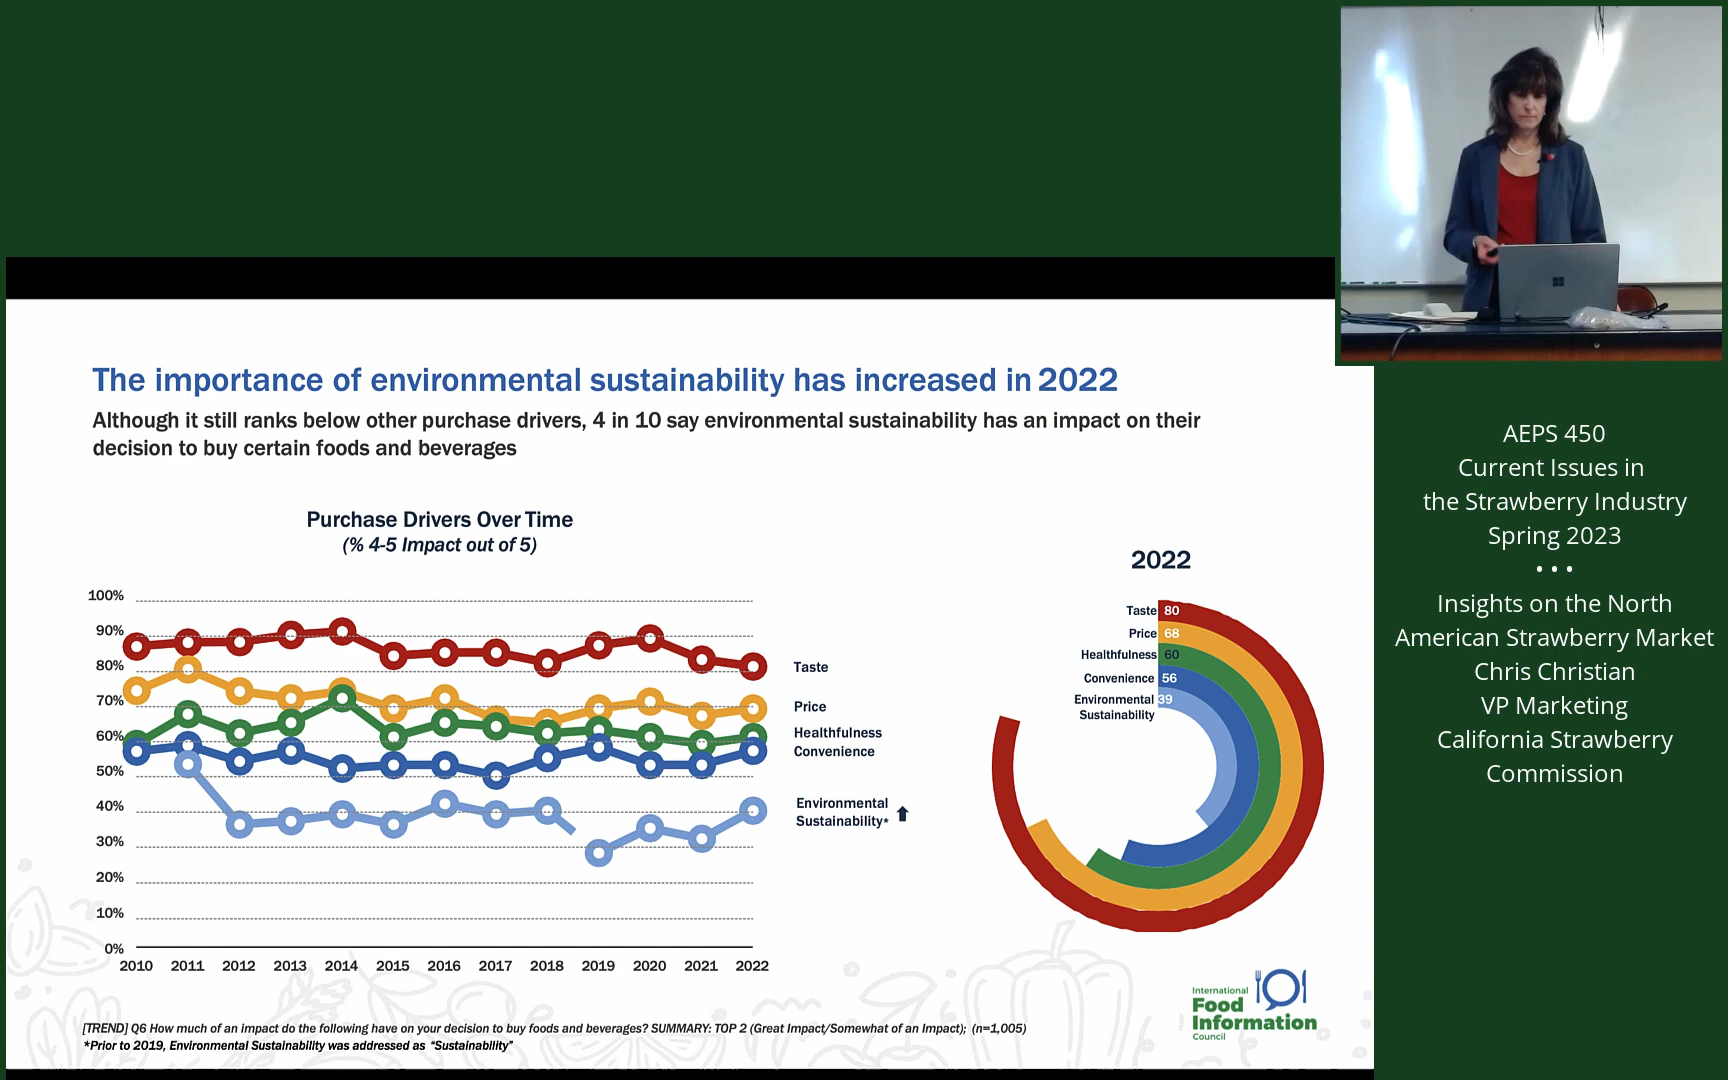 The importance of environmental sustainability has increased in 2022
Although it still ranks below other purchase drivers, 4 in 10 say environmental sustainability has an impact on their
decision to buy certain foods and beverages
Purchase Drivers Over Time
(% 4-5 Impact out of 5)
100%
90%
80%
70%
60%
50%
40%
30%
20%
10%
0%
2010 2011 2012 2013 2014 2015 2016 2017 2018 2019 2020 2021 2022
Taste
Price
Healthfulness
Convenience
Environmental
Sustainability*
2022
Taste 80
Price 68
Healthfulness 60
Convenience 56
Environmental 39
Sustainability
International
Food
Information
Council
[TREND] Q6 How much of an impact do the following have on your decision to buy foods and beverages? SUMMARY: TOP 2 (Great Impact/Somewhat of an Impact); (n=1,005)
*Prior to 2019, Environmental Sustainability was addressed as “Sustainability”
AEPS 450
Current Issues in
the Strawberry Industry
Spring 2023
• • •
Insights on the North
American Strawberry Market
Chris Christian
VP Marketing
California Strawberry
Commission